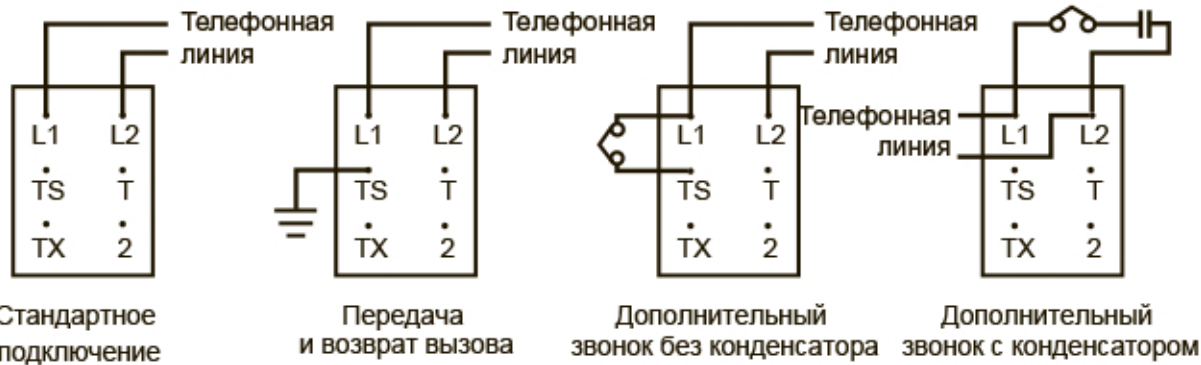 Телефонная
линия
L1 L2
TS T
TX 2
Стандартное
подключение
Телефонная
линия
L1 L2
TS T
TX 2
Передача
и возврат вызова
Телефонная
линия
L1 L2
TS T
TX 2
Дополнительный
звонок без конденсатора
Телефонная
линия
L1 L2
TS T
TX 2
Дополнительный
звонок с конденсатором